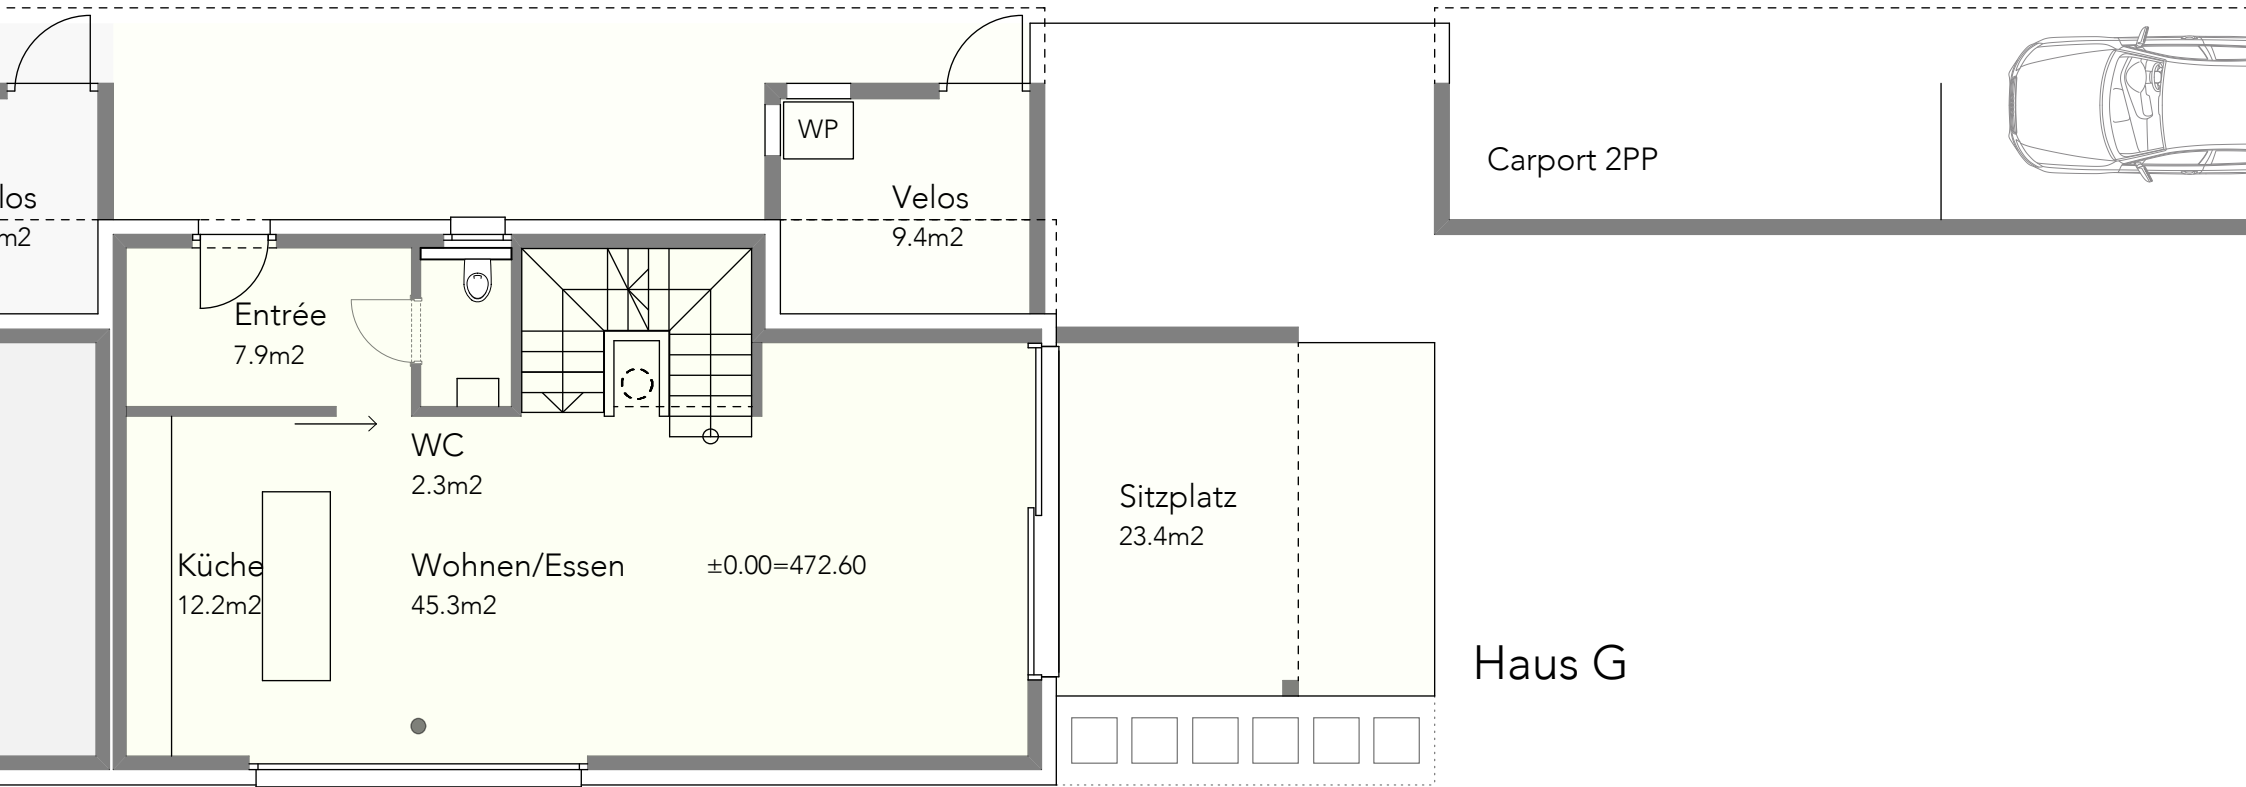 WP
Carport 2PP
los
m2
Velos
9.4m2
Entrée
7.9m2
WC
2.3m2
Sitzplatz
23.4m2
Küche
12.2m2
Wohnen/Essen
45.3m2
±0.00=472.60
Haus G